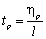 t_p = η_p / l